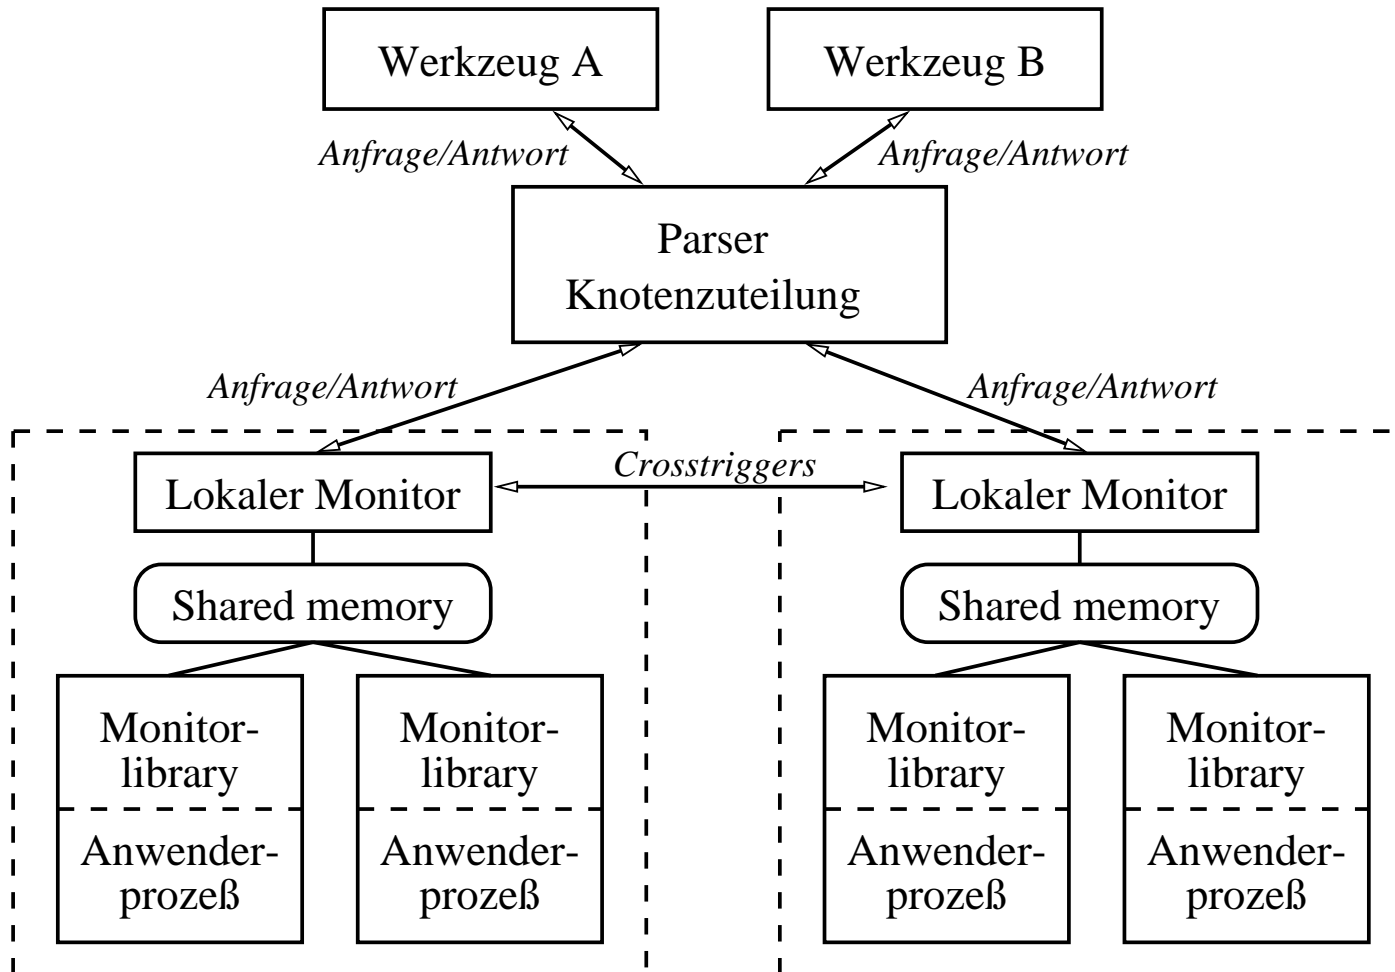 Werkzeug A
Werkzeug B
Anfrage/Antwort
Anfrage/Antwort
Parser
Knotenzuteilung
Anfrage/Antwort
Anfrage/Antwort
Crosstriggers
Lokaler Monitor
Lokaler Monitor
Shared memory
Shared memory
Monitor-
library
Anwender-
prozeß
Monitor-
library
Anwender-
prozeß
Monitor-
library
Anwender-
prozeß
Monitor-
library
Anwender-
prozeß